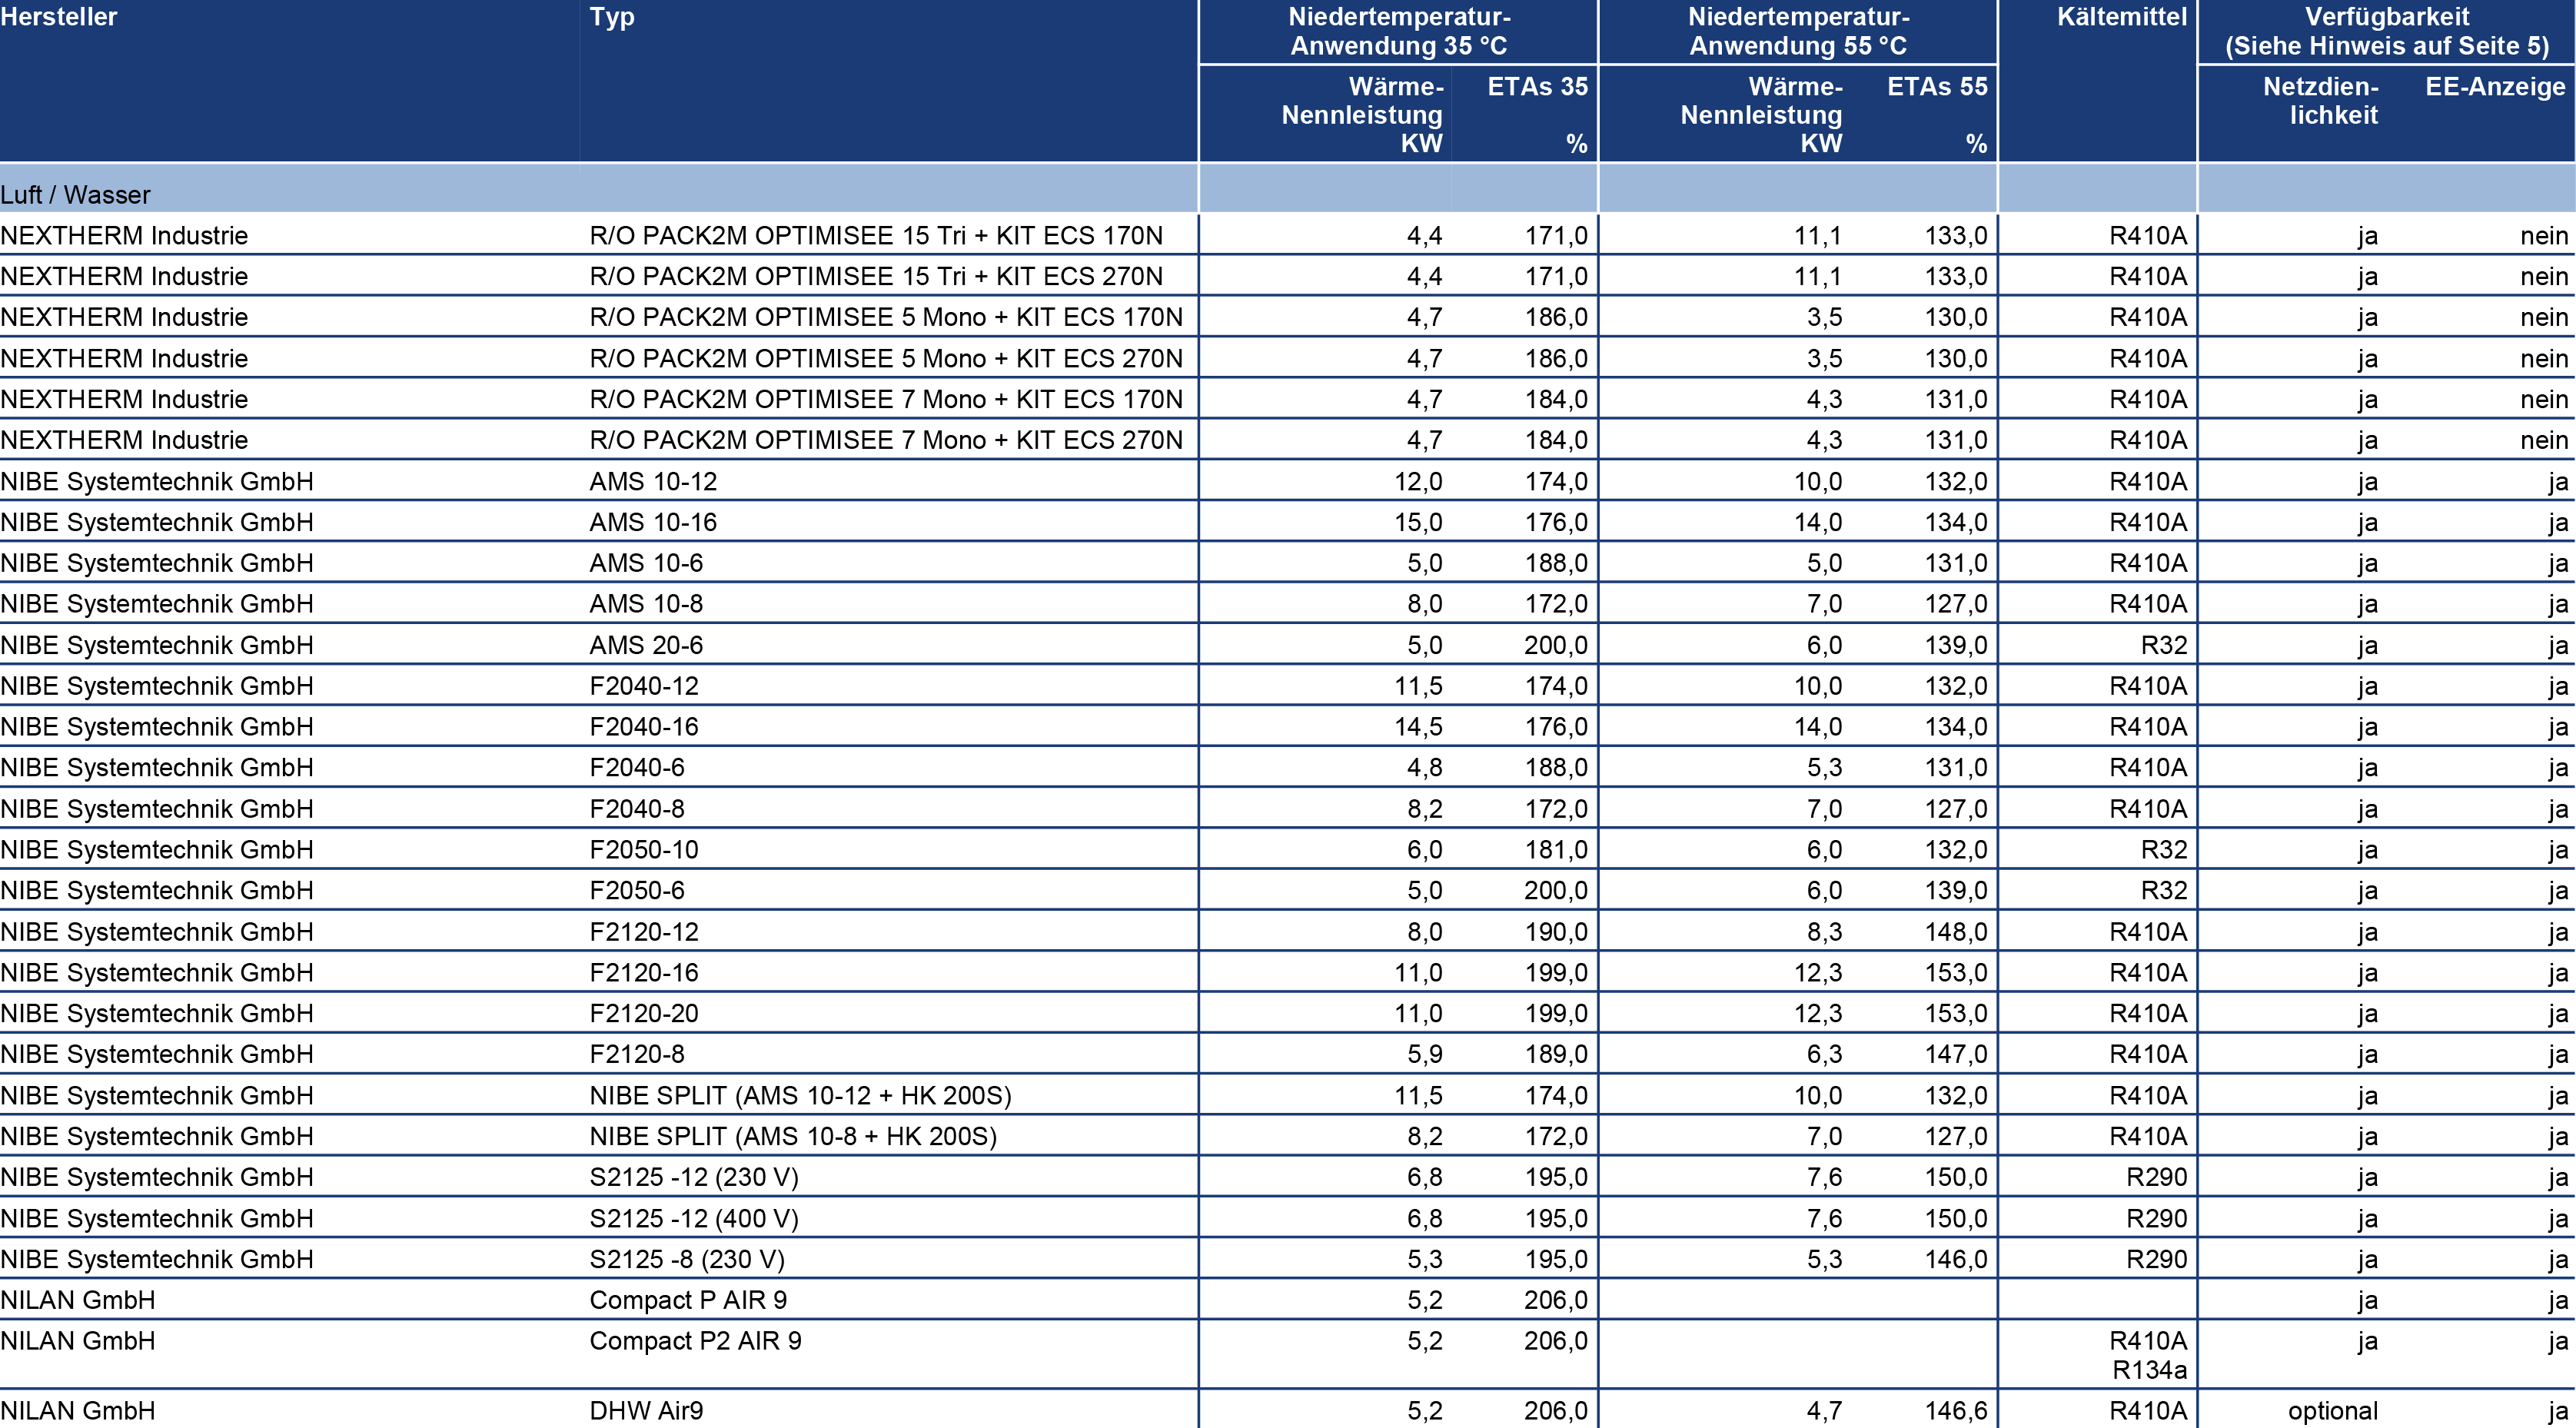 Hersteller Typ Niedertemperatur- Niedertemperatur- Kältemittel Verfügbarkeit
Anwendung 35 °C Anwendung 55 °C (Siehe Hinweis auf Seite 5)
Wärme- ETAs 35 Wärme- ETAs 55 Netzdien- EE-Anzeige
Nennleistung Nennleistung lichkeit
KW % KW %
Luft / Wasser
NEXTHERM Industrie R/O PACK2M OPTIMISEE 15 Tri + KIT ECS 170N 4,4 171,0 11,1 133,0 R410A ja nein
NEXTHERM Industrie R/O PACK2M OPTIMISEE 15 Tri + KIT ECS 270N 4,4 171,0 11,1 133,0 R410A ja nein
NEXTHERM Industrie R/O PACK2M OPTIMISEE 5 Mono + KIT ECS 170N 4,7 186,0 3,5 130,0 R410A ja nein
NEXTHERM Industrie R/O PACK2M OPTIMISEE 5 Mono + KIT ECS 270N 4,7 186,0 3,5 130,0 R410A ja nein
NEXTHERM Industrie R/O PACK2M OPTIMISEE 7 Mono + KIT ECS 170N 4,7 184,0 4,3 131,0 R410A ja nein
NEXTHERM Industrie R/O PACK2M OPTIMISEE 7 Mono + KIT ECS 270N 4,7 184,0 4,3 131,0 R410A ja nein
NIBE Systemtechnik GmbH AMS 10-12 12,0 174,0 10,0 132,0 R410A ja ja
NIBE Systemtechnik GmbH AMS 10-16 15,0 176,0 14,0 134,0 R410A ja ja
NIBE Systemtechnik GmbH AMS 10-6 5,0 188,0 5,0 131,0 R410A ja ja
NIBE Systemtechnik GmbH AMS 10-8 8,0 172,0 7,0 127,0 R410A ja ja
NIBE Systemtechnik GmbH AMS 20-6 5,0 200,0 6,0 139,0 R32 ja ja
NIBE Systemtechnik GmbH F2040-12 11,5 174,0 10,0 132,0 R410A ja ja
NIBE Systemtechnik GmbH F2040-16 14,5 176,0 14,0 134,0 R410A ja ja
NIBE Systemtechnik GmbH F2040-6 4,8 188,0 5,3 131,0 R410A ja ja
NIBE Systemtechnik GmbH F2040-8 8,2 172,0 7,0 127,0 R410A ja ja
NIBE Systemtechnik GmbH F2050-10 6,0 181,0 6,0 132,0 R32 ja ja
NIBE Systemtechnik GmbH F2050-6 5,0 200,0 6,0 139,0 R32 ja ja
NIBE Systemtechnik GmbH F2120-12 8,0 190,0 8,3 148,0 R410A ja ja
NIBE Systemtechnik GmbH F2120-16 11,0 199,0 12,3 153,0 R410A ja ja
NIBE Systemtechnik GmbH F2120-20 11,0 199,0 12,3 153,0 R410A ja ja
NIBE Systemtechnik GmbH F2120-8 5,9 189,0 6,3 147,0 R410A ja ja
NIBE Systemtechnik GmbH NIBE SPLIT (AMS 10-12 + HK 200S) 11,5 174,0 10,0 132,0 R410A ja ja
NIBE Systemtechnik GmbH NIBE SPLIT (AMS 10-8 + HK 200S) 8,2 172,0 7,0 127,0 R410A ja ja
NIBE Systemtechnik GmbH S2125 -12 (230 V) 6,8 195,0 7,6 150,0 R290 ja ja
NIBE Systemtechnik GmbH S2125 -12 (400 V) 6,8 195,0 7,6 150,0 R290 ja ja
NIBE Systemtechnik GmbH S2125 -8 (230 V) 5,3 195,0 5,3 146,0 R290 ja ja
NILAN GmbH Compact P AIR 9 5,2 206,0 ja ja
NILAN GmbH Compact P2 AIR 9 5,2 206,0 R410A ja ja
R134a
NILAN GmbH DHW Air9 5,2 206,0 4,7 146,6 R410A optional ja